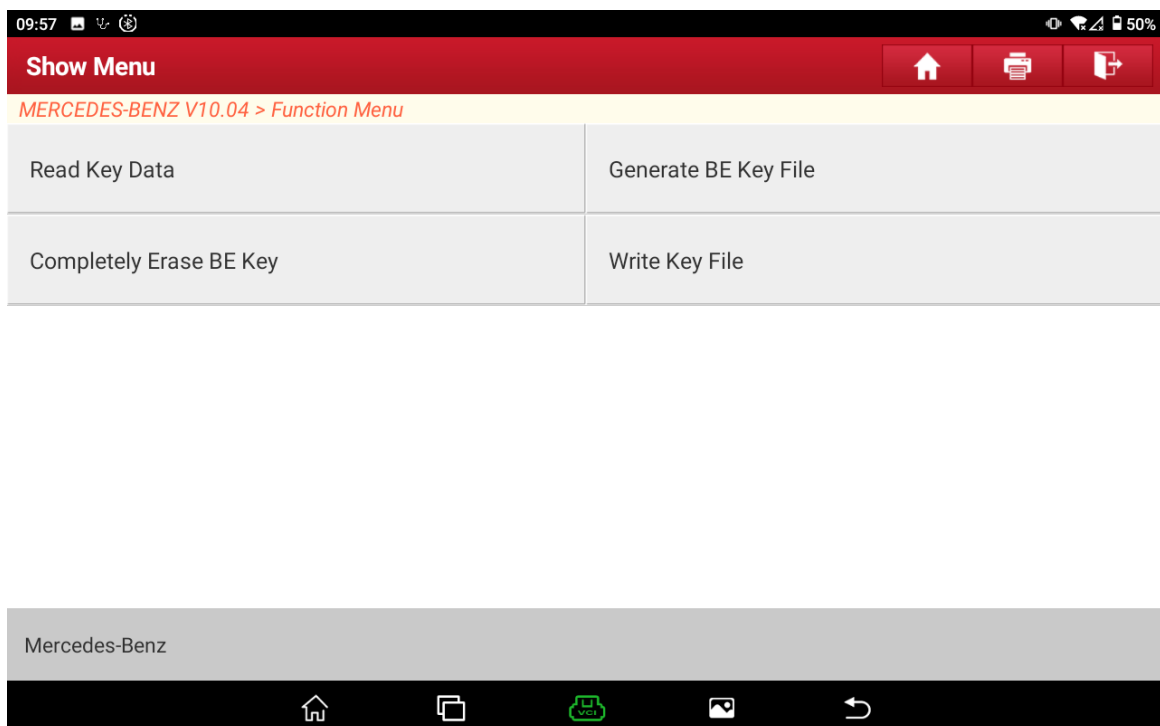 09:57 50%
Show Menu
MERCEDES-BENZ V10.04 > Function Menu
Read Key Data
Generate BE Key File
Completely Erase BE Key
Write Key File
Mercedes-Benz
VCI